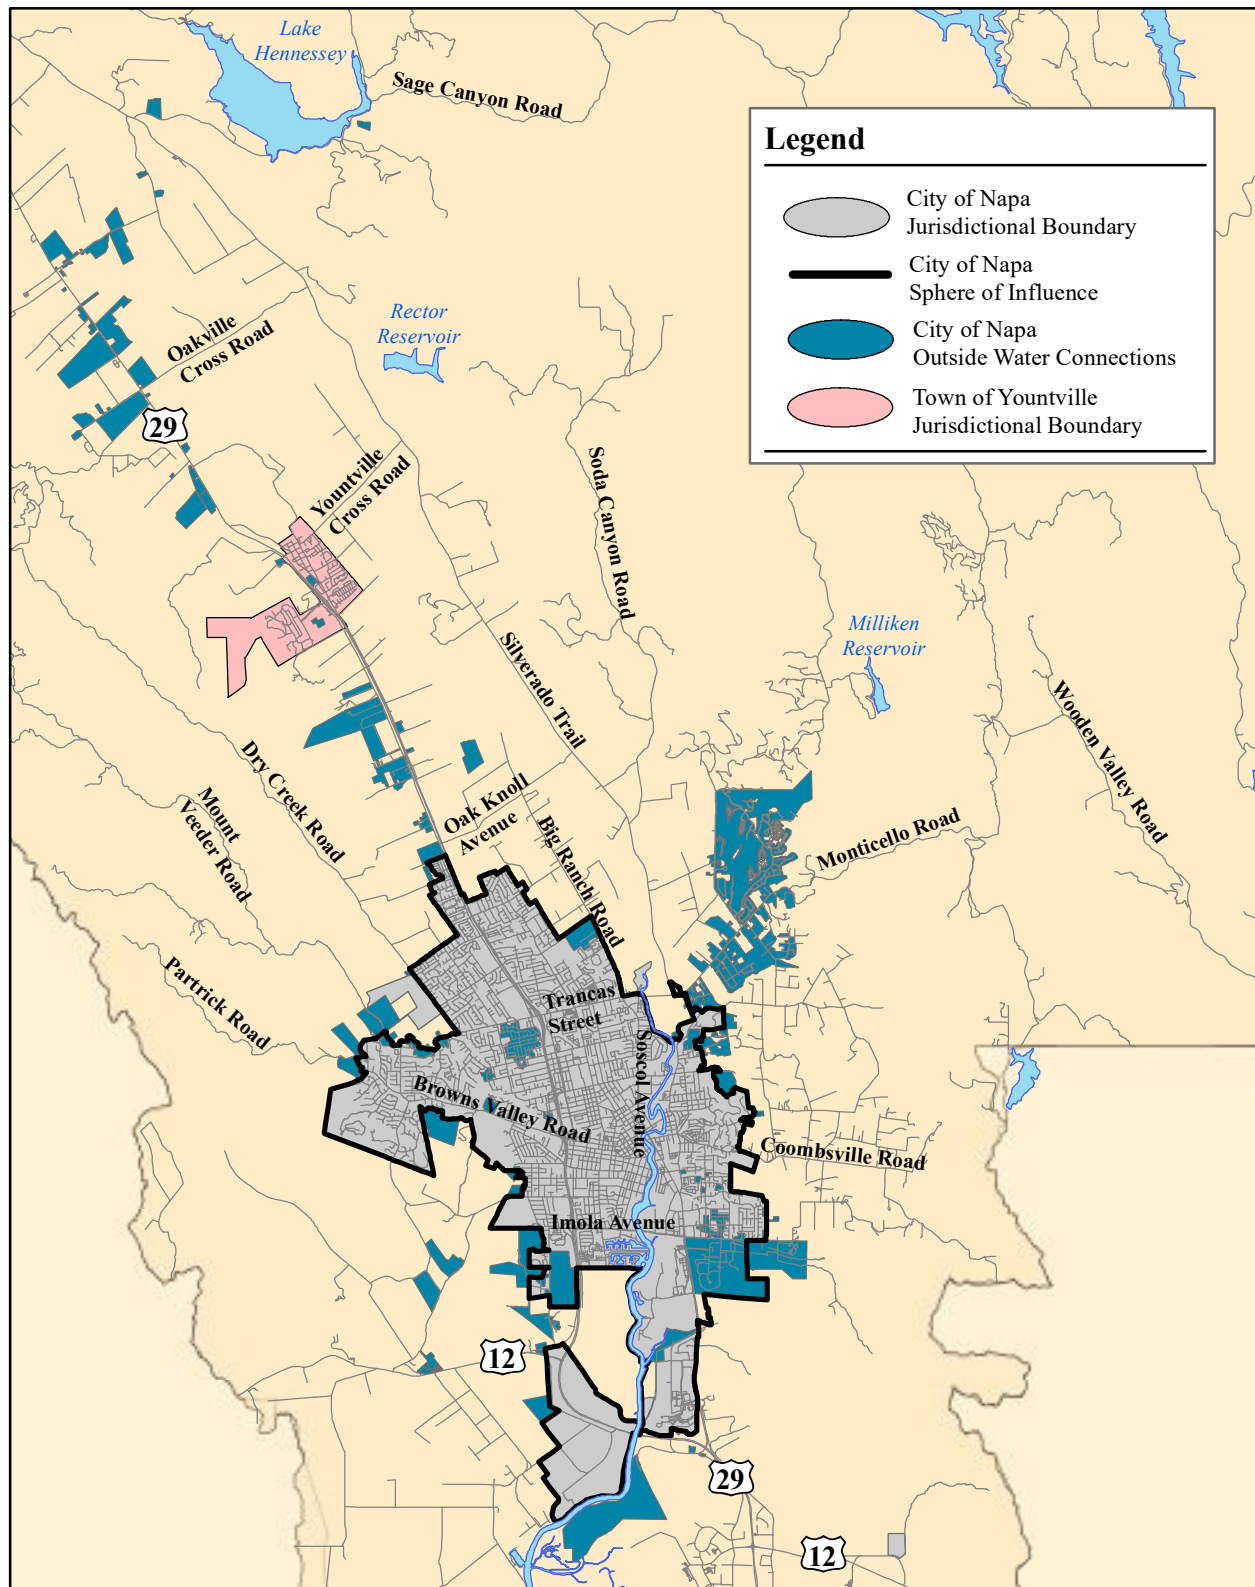 Lake
Hennessey
Sage Canyon Road
Legend
City of Napa
Jurisdictional Boundary
City of Napa
Sphere of Influence
City of Napa
Outside Water Connections
Town of Yountville
Jurisdictional Boundary
Rector
Reservoir
Oakville
Cross Road
29
Yountville
Cross Road
Soda Canyon Road
Milliken
Reservoir
Silverado Trail
Wooden Valley Road
Dry Creek Road
Mount
Veeder Road
Oak Knoll
Avenue
Big Ranch Road
Monticello Road
Partrick Road
Trancas
Street
Soscol Avenue
Browns Valley Road
Coombsville Road
Imola Avenue
12
29
12